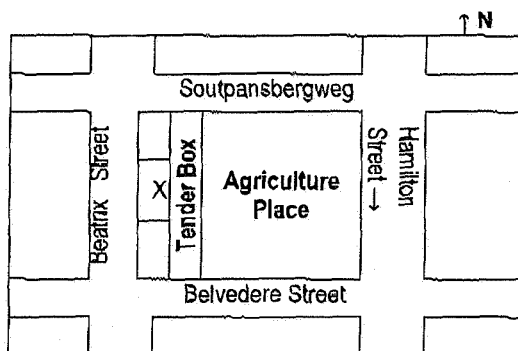 ↑ N
Soutpansbergweg
Beatrix Street
X
Tender Box
Agriculture
Place
Hamilton
Street →
Belvedere Street